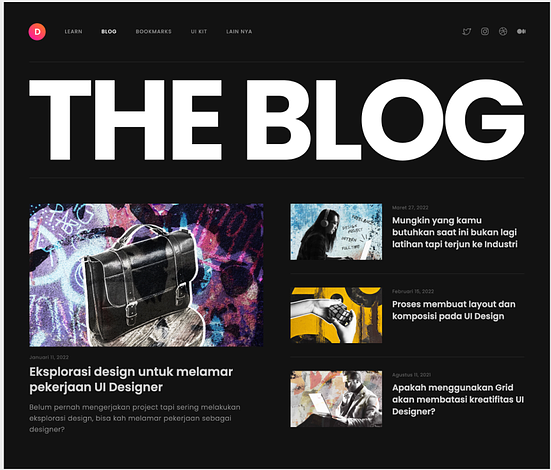 D
LEARN
BLOG
BOOKMARKS
UI KIT
LAIN NYA
THE BLOG
Januari 11, 2022
Eksplorasi design untuk melamar
pekerjaan UI Designer
Belum pernah mengerjakan project tapi sering melakukan
eksplorasi design, bisa kah melamar pekerjaan sebagai
designer?
Maret 27, 2022
Mungkin yang kamu
butuhkan saat ini bukan lagi
latihan tapi terjun ke Industri
Februari 15, 2022
Proses membuat layout dan
komposisi pada UI Design
Agustus 11, 2021
Apakah menggunakan Grid
akan membatasi kreatifitas UI
Designer?